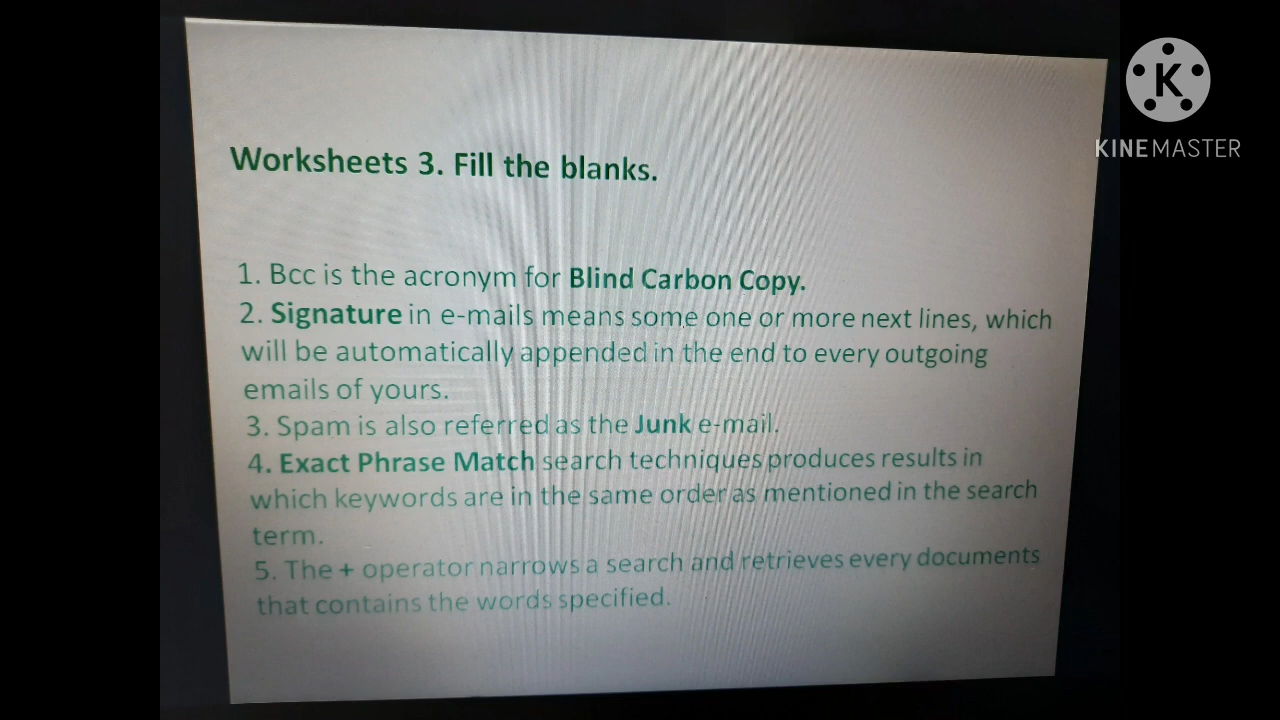 Worksheets 3. Fill the blanks.
1. Bcc is the acronym for Blind Carbon Copy.
2. Signature in e-mails means some one or more next lines, which
will be automatically appended in the end to every outgoing
emails of yours.
3. Spam is also referred as the Junk e-mail.
4. Exact Phrase Match search techniques produces results in
which keywords are in the same order as mentioned in the search
term.
5. The + operator narrows a search and retrieves every documents
that contains the words specified.
K
KINEMASTER